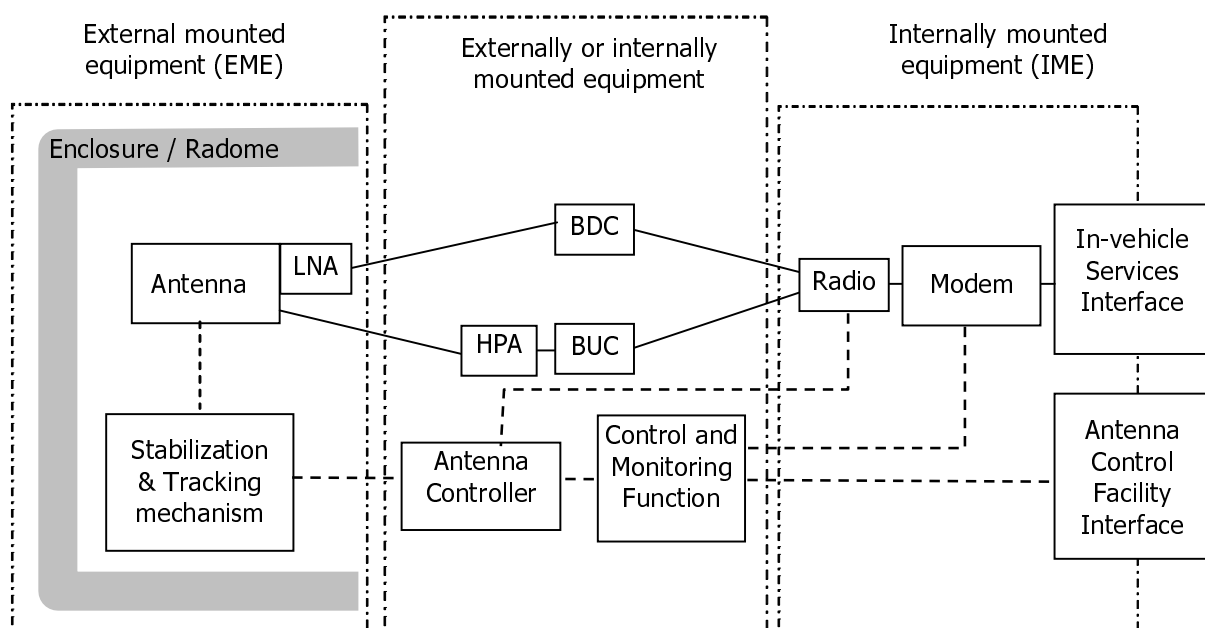 External mounted
equipment (EME)
Externally or internally
mounted equipment
Internally mounted
equipment (IME)
Enclosure / Radome
Antenna
LNA
BDC
HPA
BUC
Radio
Modem
In-vehicle
Services
Interface
Stabilization
& Tracking
mechanism
Antenna
Controller
Control and
Monitoring
Function
Antenna
Control
Facility
Interface